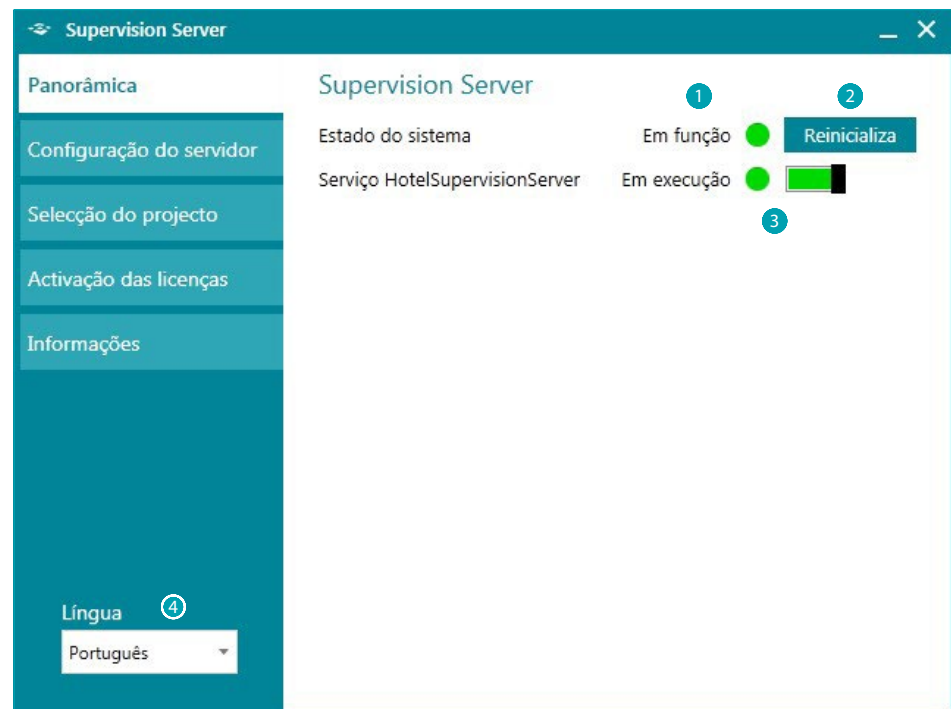 Supervision Server
Panorâmica
Configuração do servidor
Selecção do projecto
Activação das licenças
Informações
Língua 4
Português
Supervision Server
1 2
Estado do sistema Em função Reinicializa
Serviço HotelSupervisionServer Em execução
3